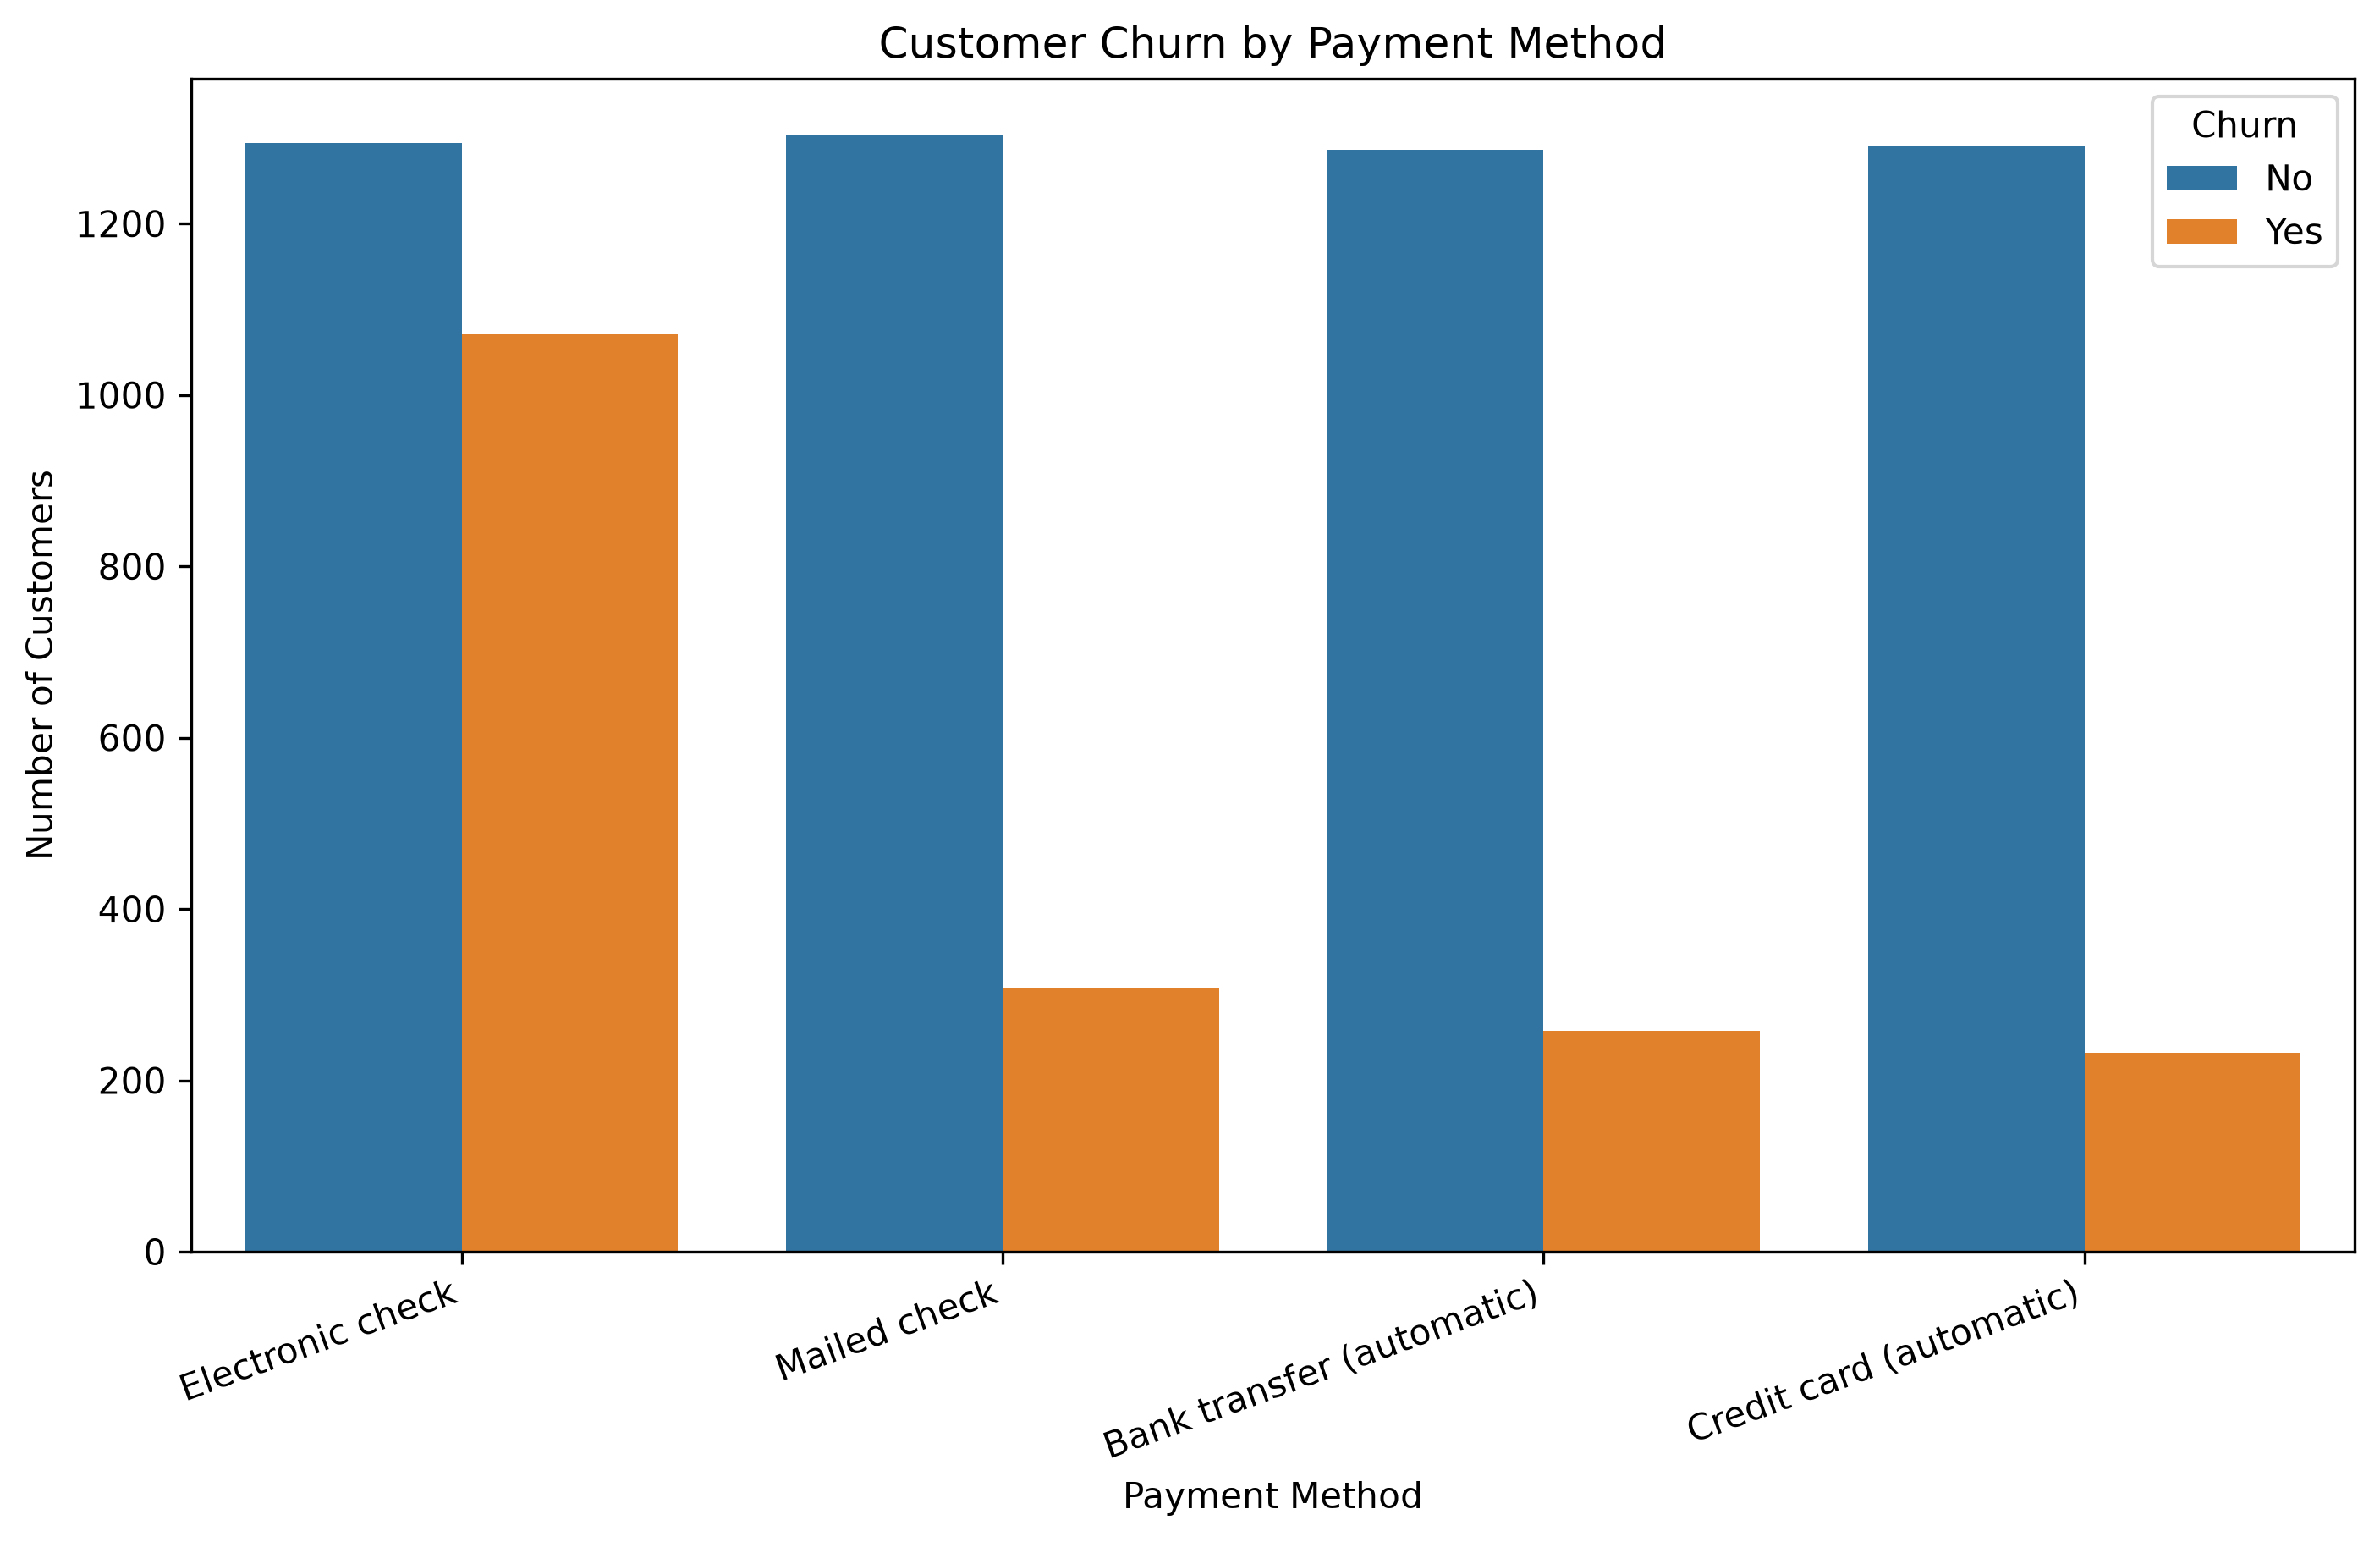 Customer Churn by Payment Method
Churn
No
Yes
Number of Customers
1200
1000
800
600
400
200
0
Electronic check
Mailed check
Bank transfer (automatic)
Credit card (automatic)
Payment Method